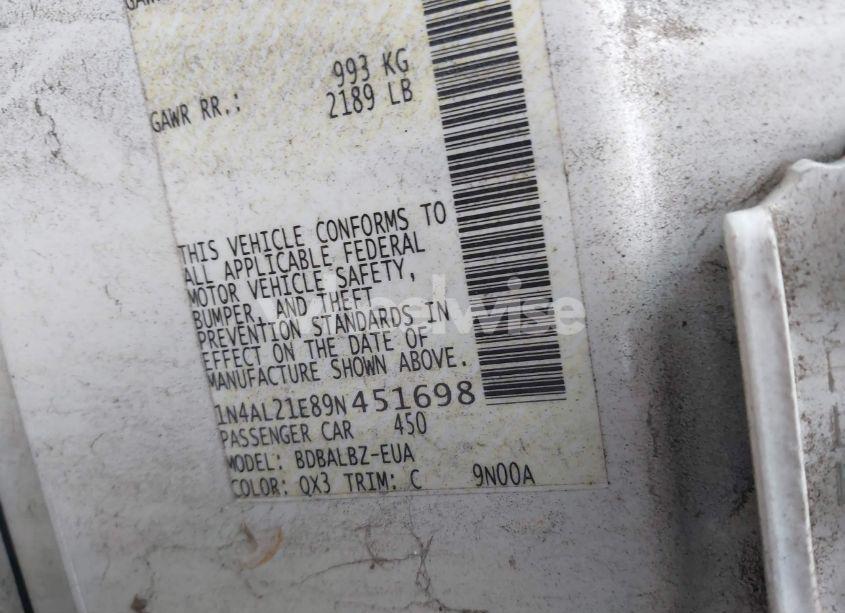 993 KG
GAWR RR.: 2189 LB
THIS VEHICLE CONFORMS TO
ALL APPLICABLE FEDERAL
MOTOR VEHICLE SAFETY,
BUMPER, AND THEFT
PREVENTION STANDARDS IN
EFFECT ON THE DATE OF
MANUFACTURE SHOWN ABOVE.
1N4AL21E89N451698
PASSENGER CAR 450
MODEL: BDBALBZ-EUA
COLOR: QX3 TRIM: C 9N00A